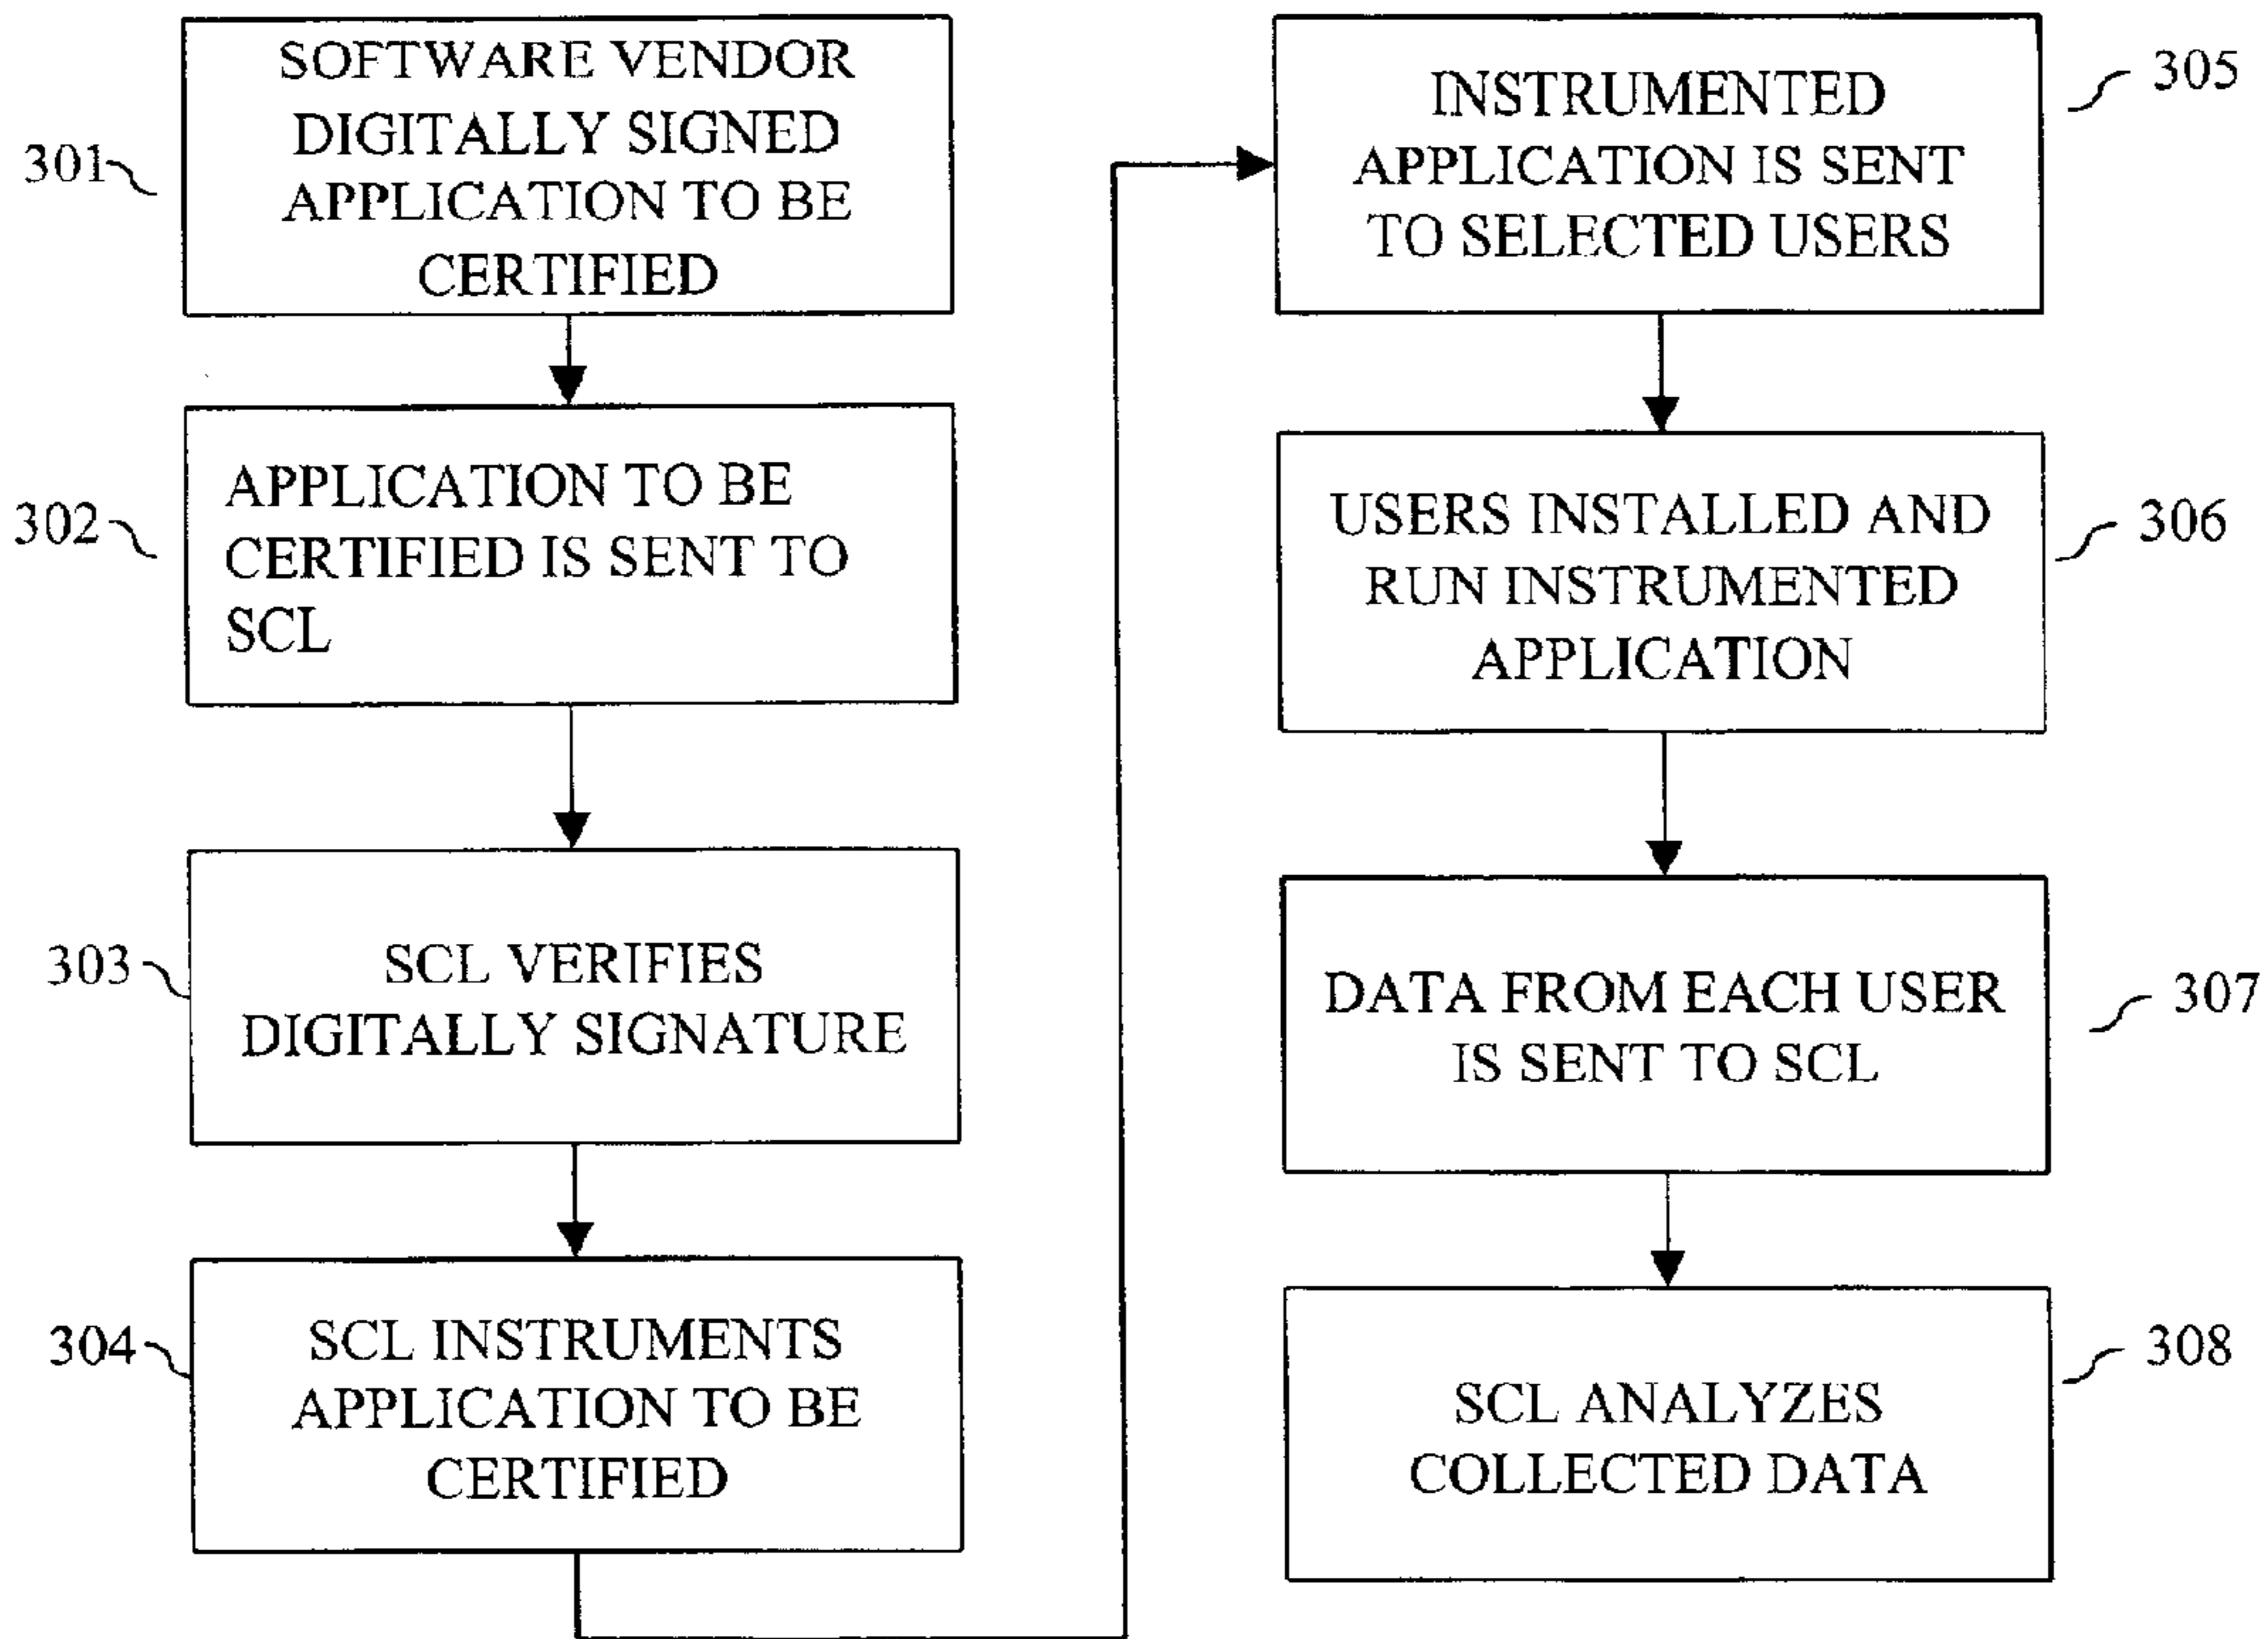 301
SOFTWARE VENDOR
DIGITALLY SIGNED
APPLICATION TO BE
CERTIFIED
302
APPLICATION TO BE
CERTIFIED IS SENT TO
SCL
303
SCL VERIFIES
DIGITALLY SIGNATURE
304
SCL INSTRUMENTS
APPLICATION TO BE
CERTIFIED
305
INSTRUMENTED
APPLICATION IS SENT
TO SELECTED USERS
306
USERS INSTALLED AND
RUN INSTRUMENTED
APPLICATION
307
DATA FROM EACH USER
IS SENT TO SCL
308
SCL ANALYZES
COLLECTED DATA